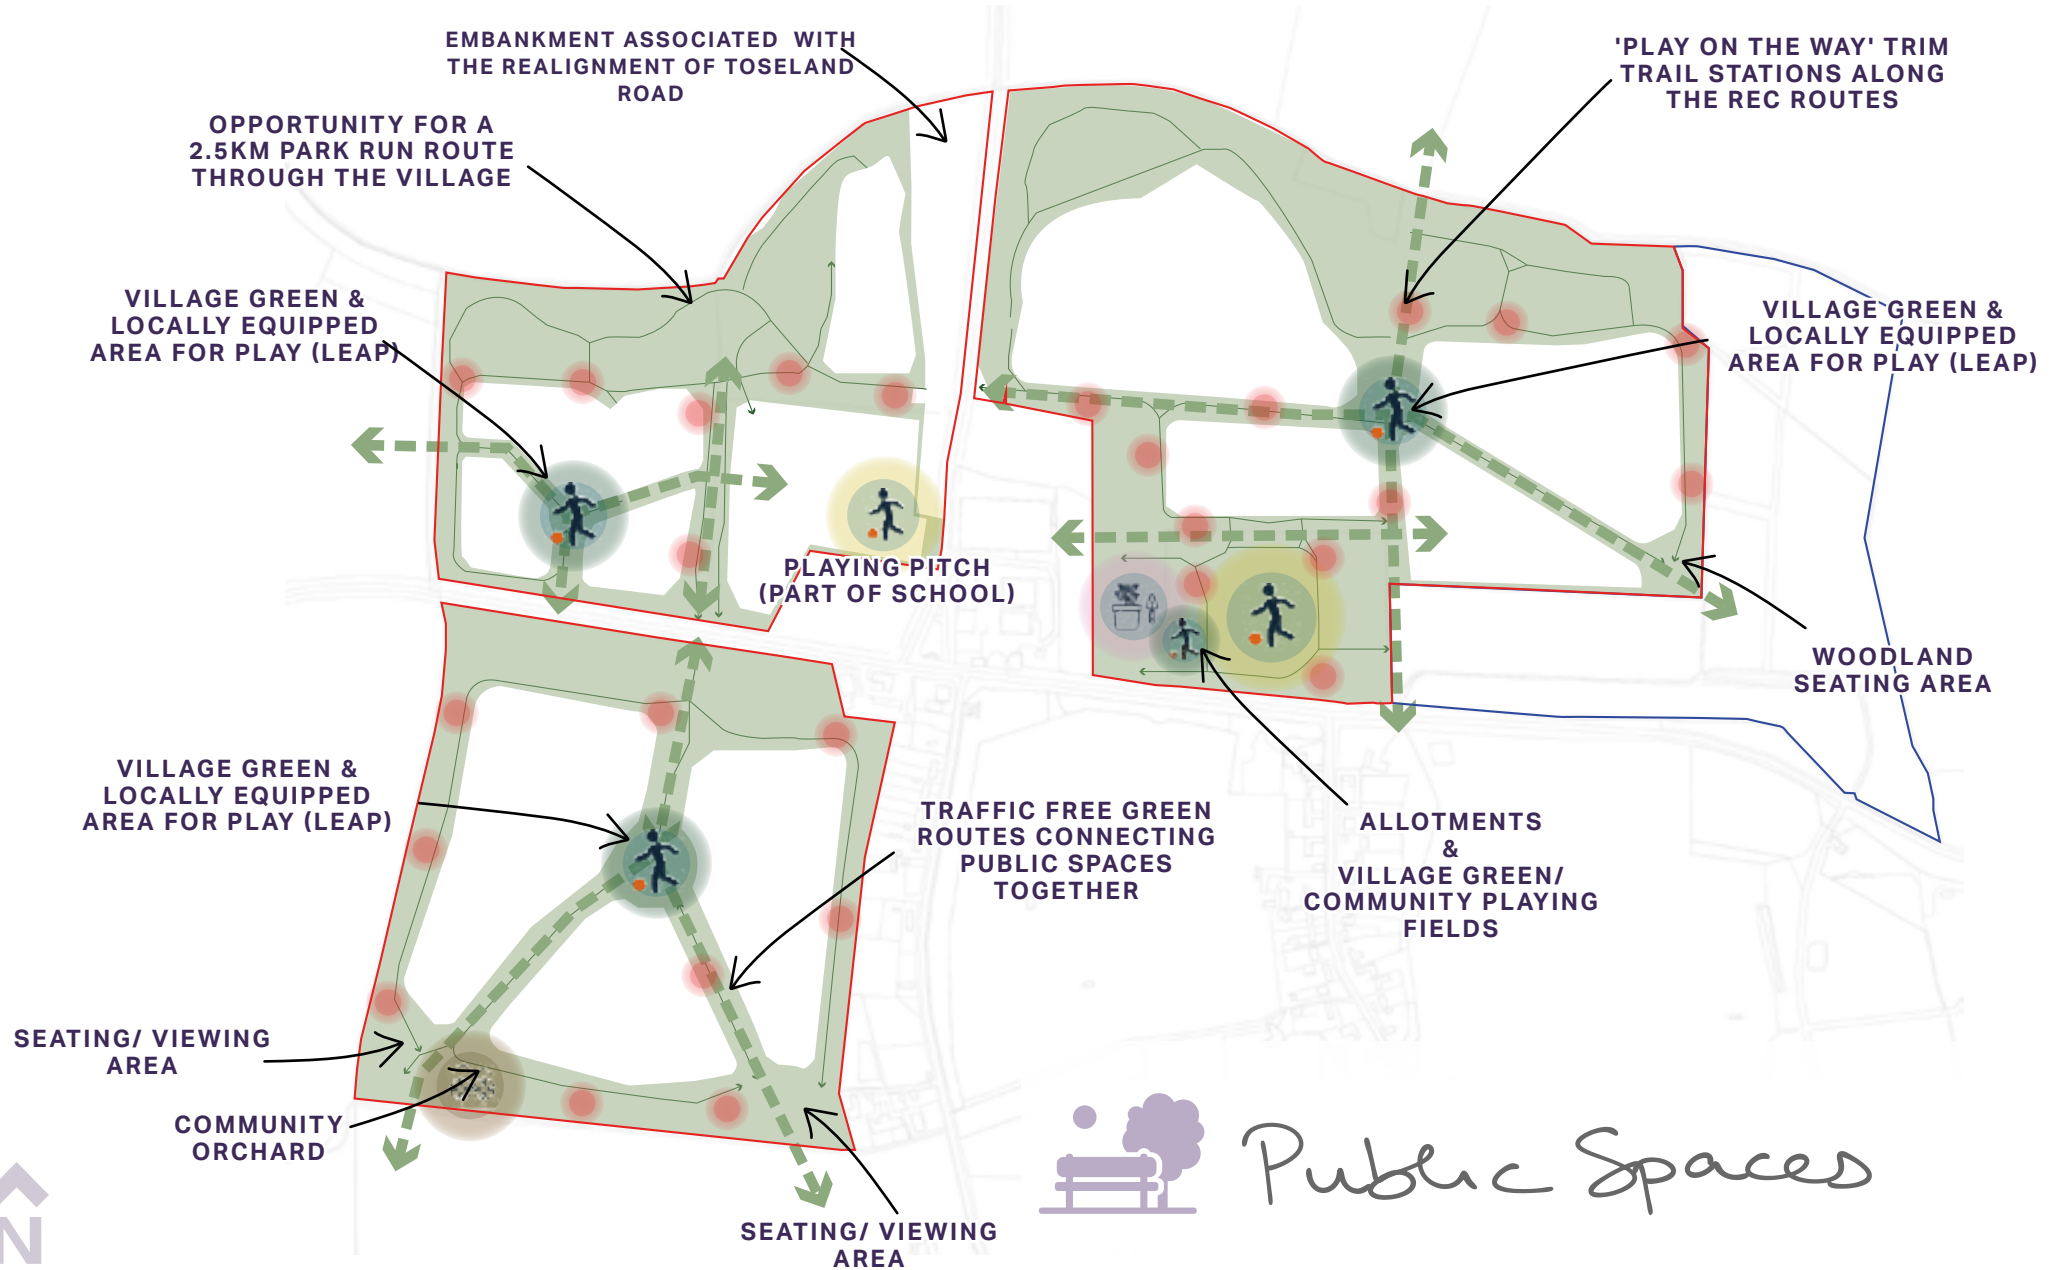 EMBANKMENT ASSOCIATED WITH
THE REALIGNMENT OF TOSELAND
ROAD
'PLAY ON THE WAY' TRIM
TRAIL STATIONS ALONG
THE REC ROUTES
OPPORTUNITY FOR A
2.5KM PARK RUN ROUTE
THROUGH THE VILLAGE
VILLAGE GREEN &
LOCALLY EQUIPPED
AREA FOR PLAY (LEAP)
VILLAGE GREEN &
LOCALLY EQUIPPED
AREA FOR PLAY (LEAP)
PLAYING PITCH
(PART OF SCHOOL)
WOODLAND
SEATING AREA
VILLAGE GREEN &
LOCALLY EQUIPPED
AREA FOR PLAY (LEAP)
TRAFFIC FREE GREEN
ROUTES CONNECTING
PUBLIC SPACES
TOGETHER
ALLOTMENTS
&
VILLAGE GREEN/
COMMUNITY PLAYING
FIELDS
SEATING/ VIEWING
AREA
COMMUNITY
ORCHARD
SEATING/ VIEWING
AREA
Public Spaces
N